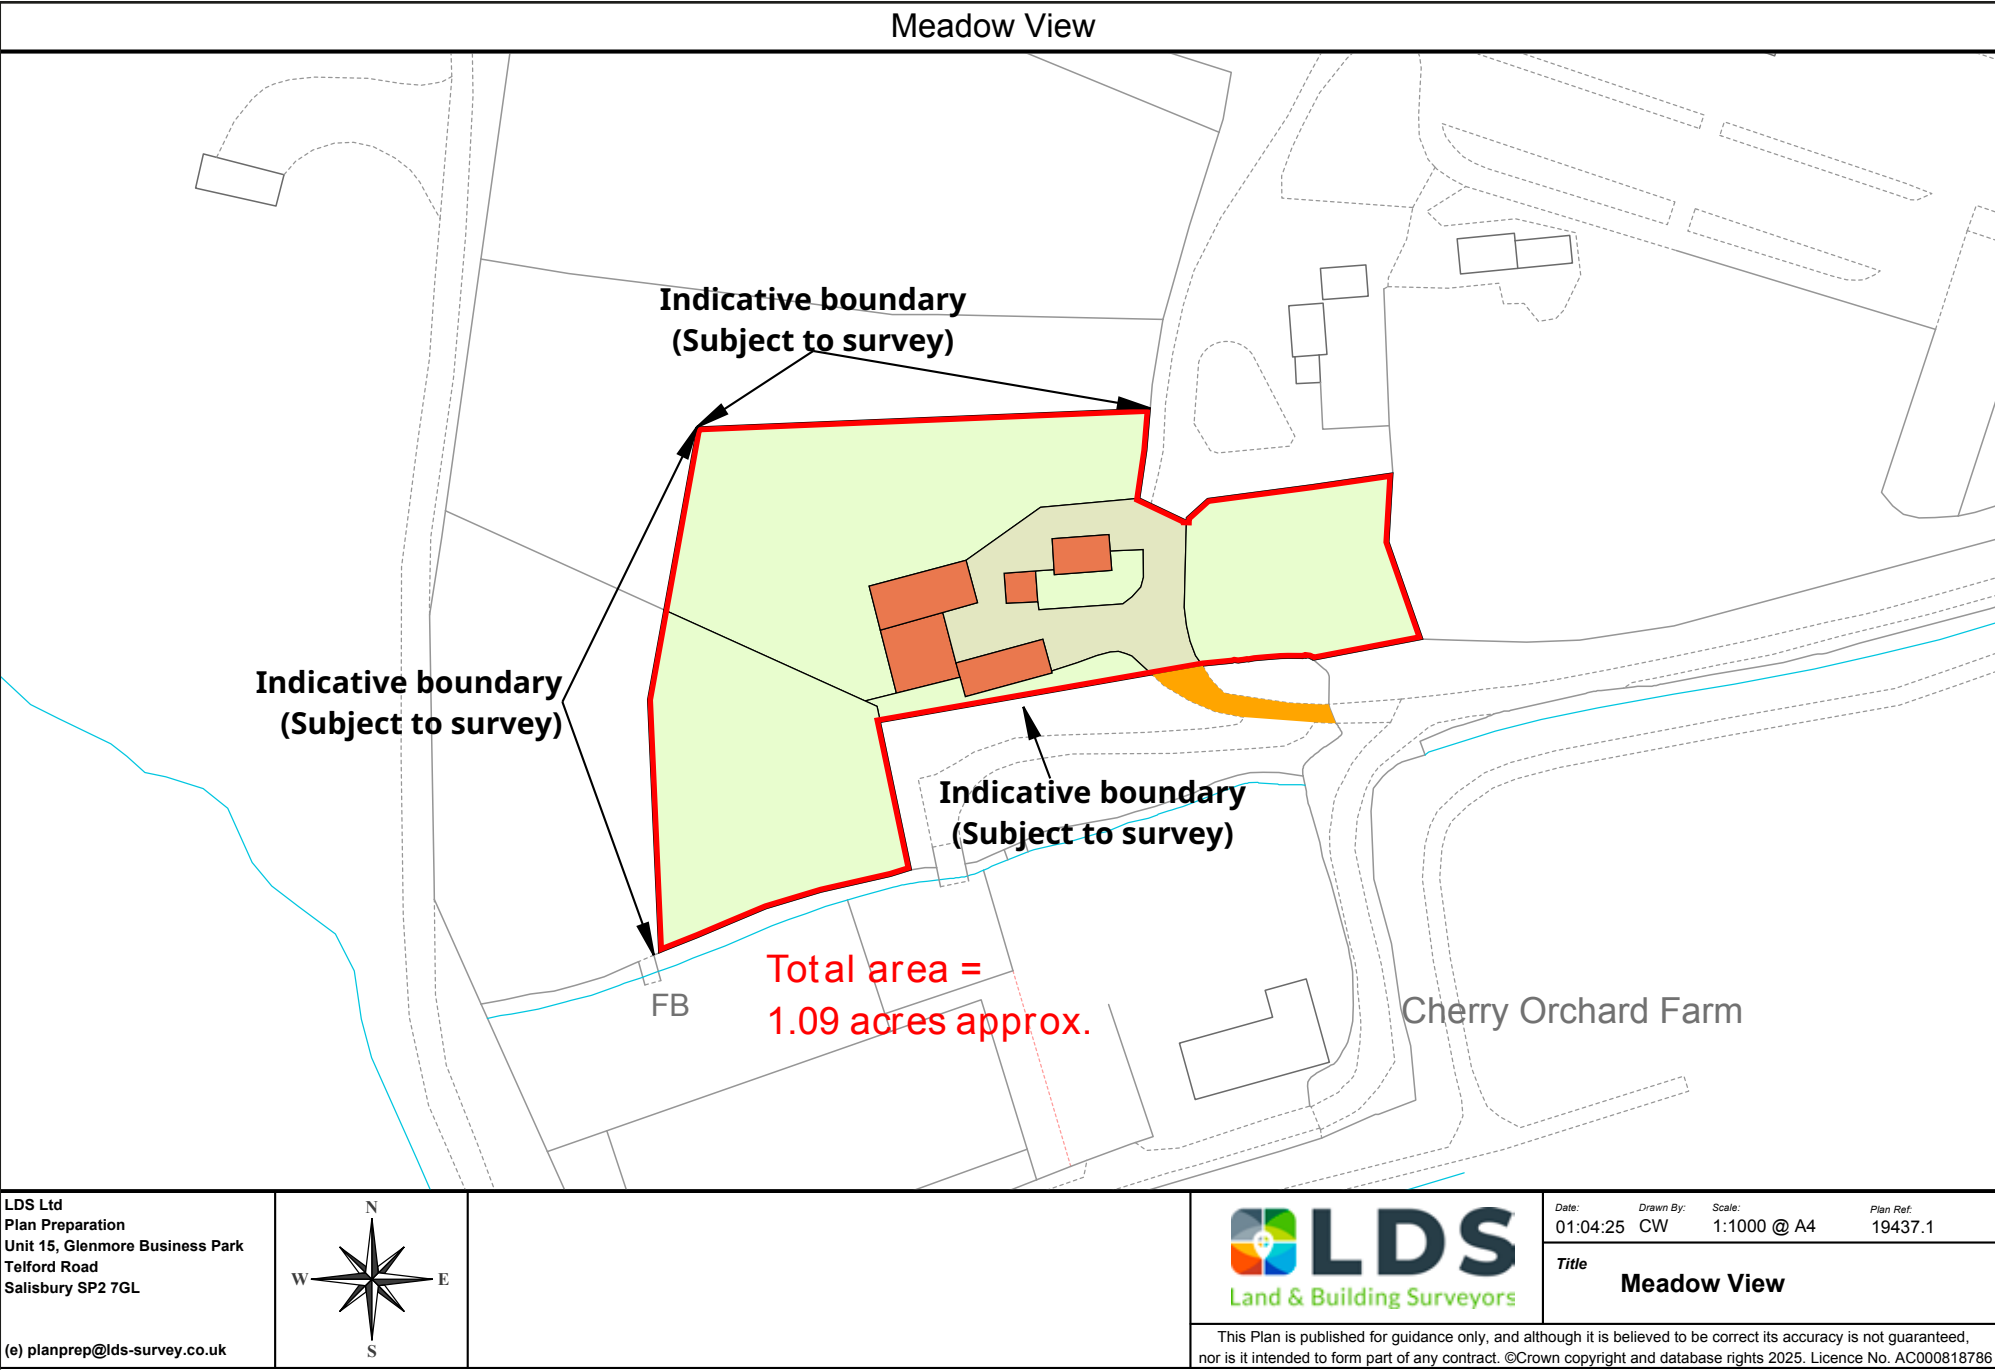 Meadow View
Indicative boundary
(Subject to survey)
Indicative boundary
(Subject to survey)
Indicative boundary
(Subject to survey)
Total area =
1.09 acres approx.
FB
Cherry Orchard Farm
LDS Ltd
Plan Preparation
Unit 15, Glenmore Business Park
Telford Road
Salisbury SP2 7GL
(e) planprep@lds-survey.co.uk
N
W E
S
LDS
Land & Building Surveyors
Date: Drawn By: Scale: Plan Ref:
01:04:25 CW 1:1000 @ A4 19437.1
Title
Meadow View
This Plan is published for guidance only, and although it is believed to be correct its accuracy is not guaranteed,
nor is it intended to form part of any contract. ©Crown copyright and database rights 2025. Licence No. AC000818786